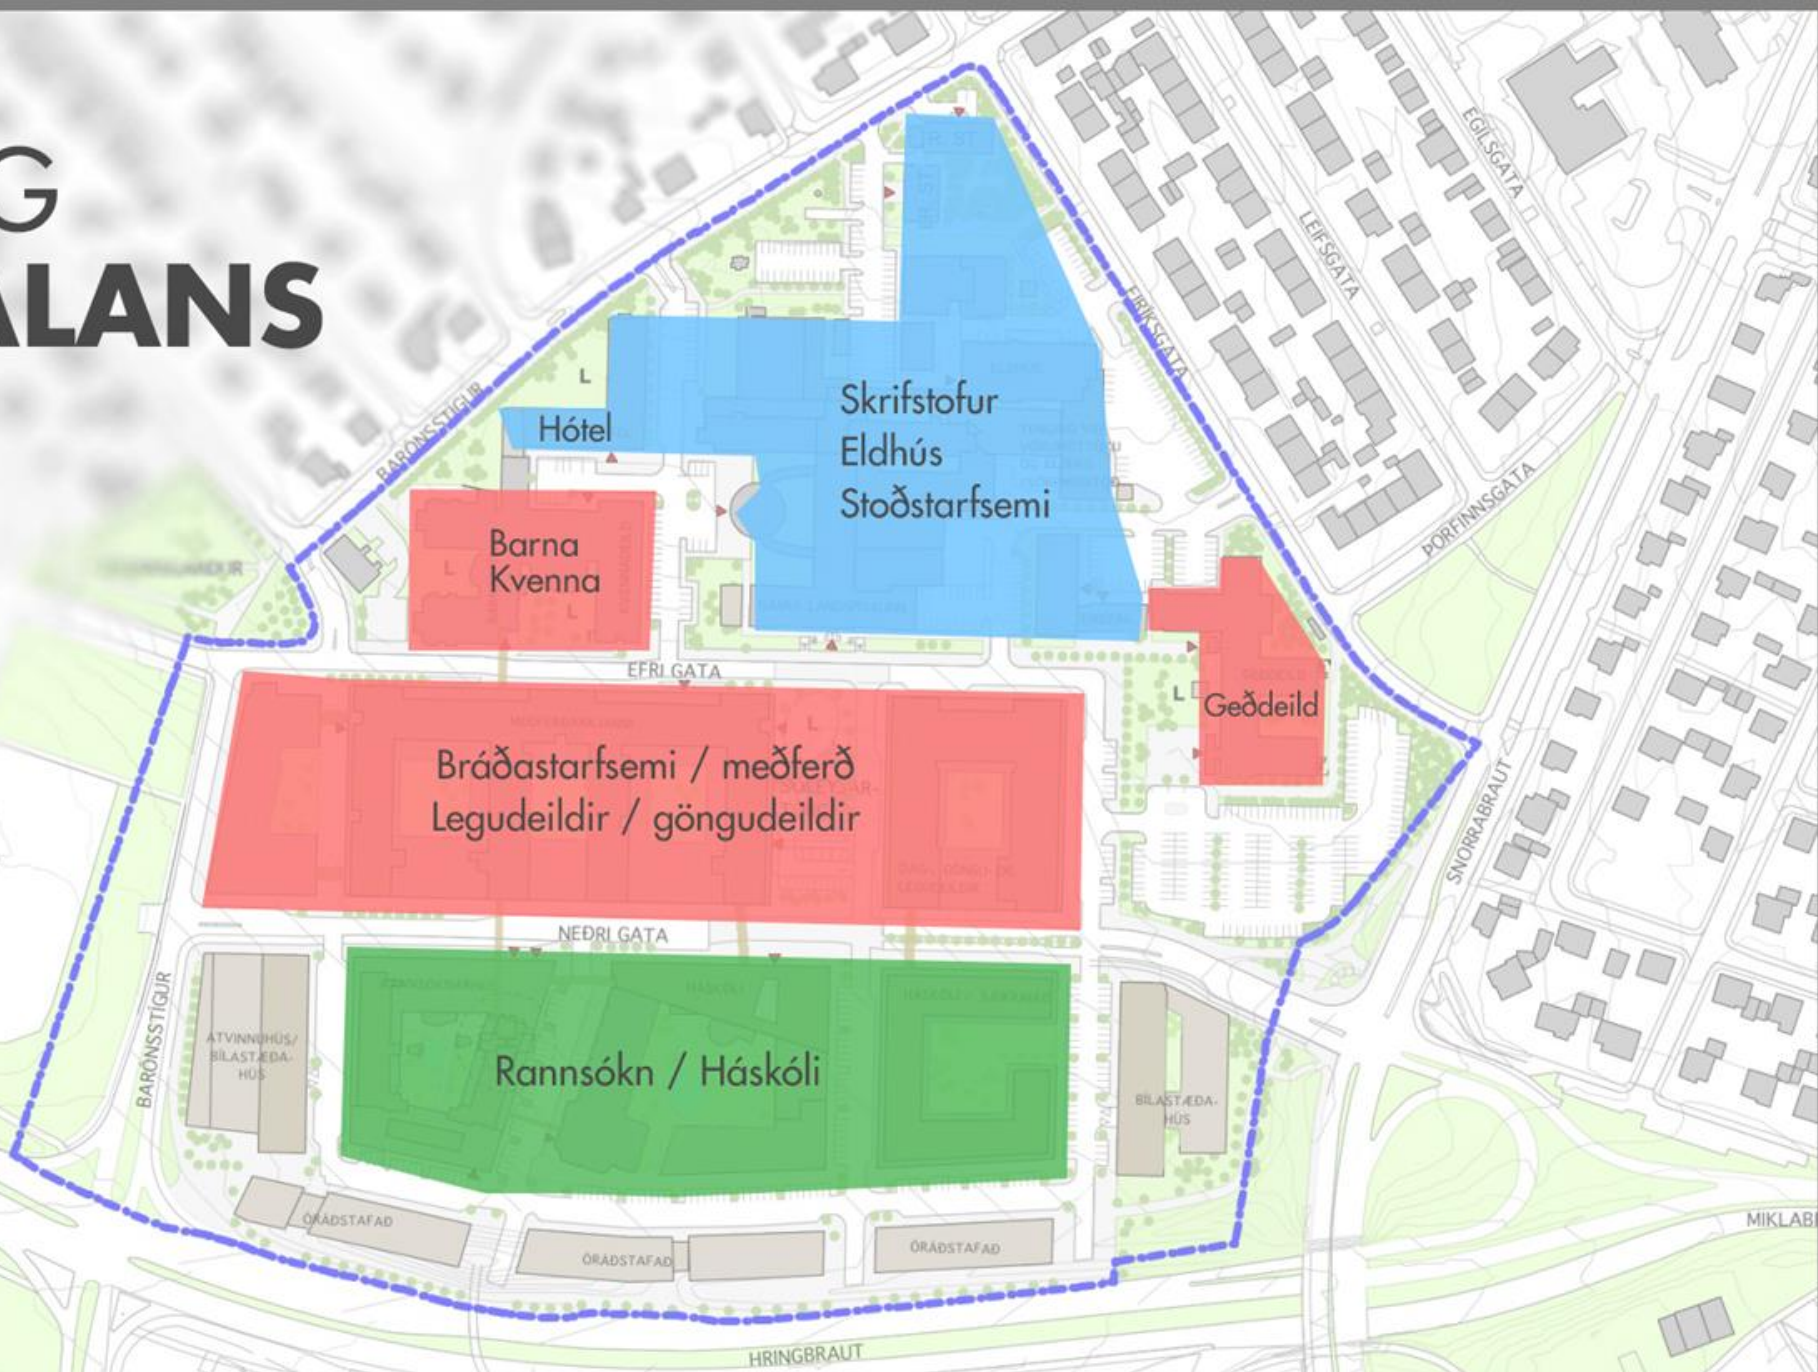 G
ALANS
EGILSGATA
LEIFSGATA
EIRÍKSGATA
BARÓNSSTÍGUR
L
Skrifstofur
Eldhús
Stoðstarfsemi
Hótel
ÞORFINNSGATA
Barna
Kvenna
L
L
EFRI GATA
L
Geðdeild
L
Bráðastarfsemi / meðferð
Legudeildir / göngudeildir
SNORRABRAUT
NEÐRI GATA
BARÓNSSTÍGUR
ATVINNUHÚS/
BÍLASTÆÐA-
HÚS
HÁSKÓLI
Rannsókn / Háskóli
BÍLASTÆÐA-
HÚS
ÓRÁÐSTAFAÐ
ÓRÁÐSTAFAÐ
ÓRÁÐSTAFAÐ
MIKLAB
HRINGBRAUT